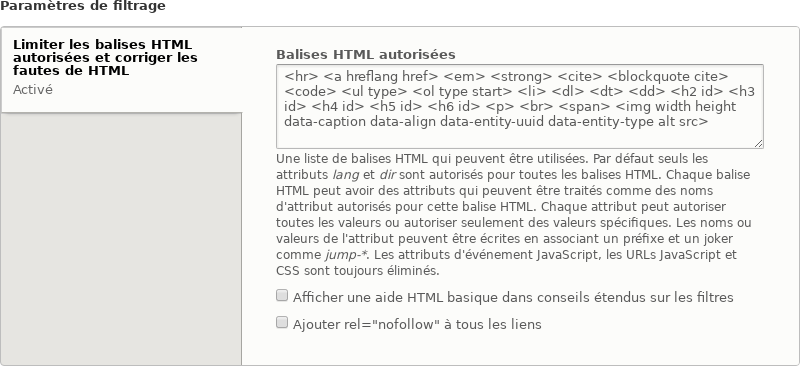 Paramètres de filtrage
Limiter les balises HTML
autorisées et corriger les
fautes de HTML
Activé
Balises HTML autorisées
<hr> <a hreflang href> <em> <strong> <cite> <blockquote cite>
<code> <ul type> <ol type start> <li> <dl> <dt> <dd> <h2 id> <h3
id> <h4 id> <h5 id> <h6 id> <p> <br> <span> <img width height
data-caption data-align data-entity-uuid data-entity-type alt src>
Une liste de balises HTML qui peuvent être utilisées. Par défaut seuls les
attributs lang et dir sont autorisés pour toutes les balises HTML. Chaque balise
HTML peut avoir des attributs qui peuvent être traités comme des noms
d'attribut autorisés pour cette balise HTML. Chaque attribut peut autoriser
toutes les valeurs ou autoriser seulement des valeurs spécifiques. Les noms ou
valeurs de l'attribut peuvent être écrites en associant un préfixe et un joker
comme jump-*. Les attributs d'événement JavaScript, les URLs JavaScript et
CSS sont toujours éliminés.
Afficher une aide HTML basique dans conseils étendus sur les filtres
Ajouter rel="nofollow" à tous les liens